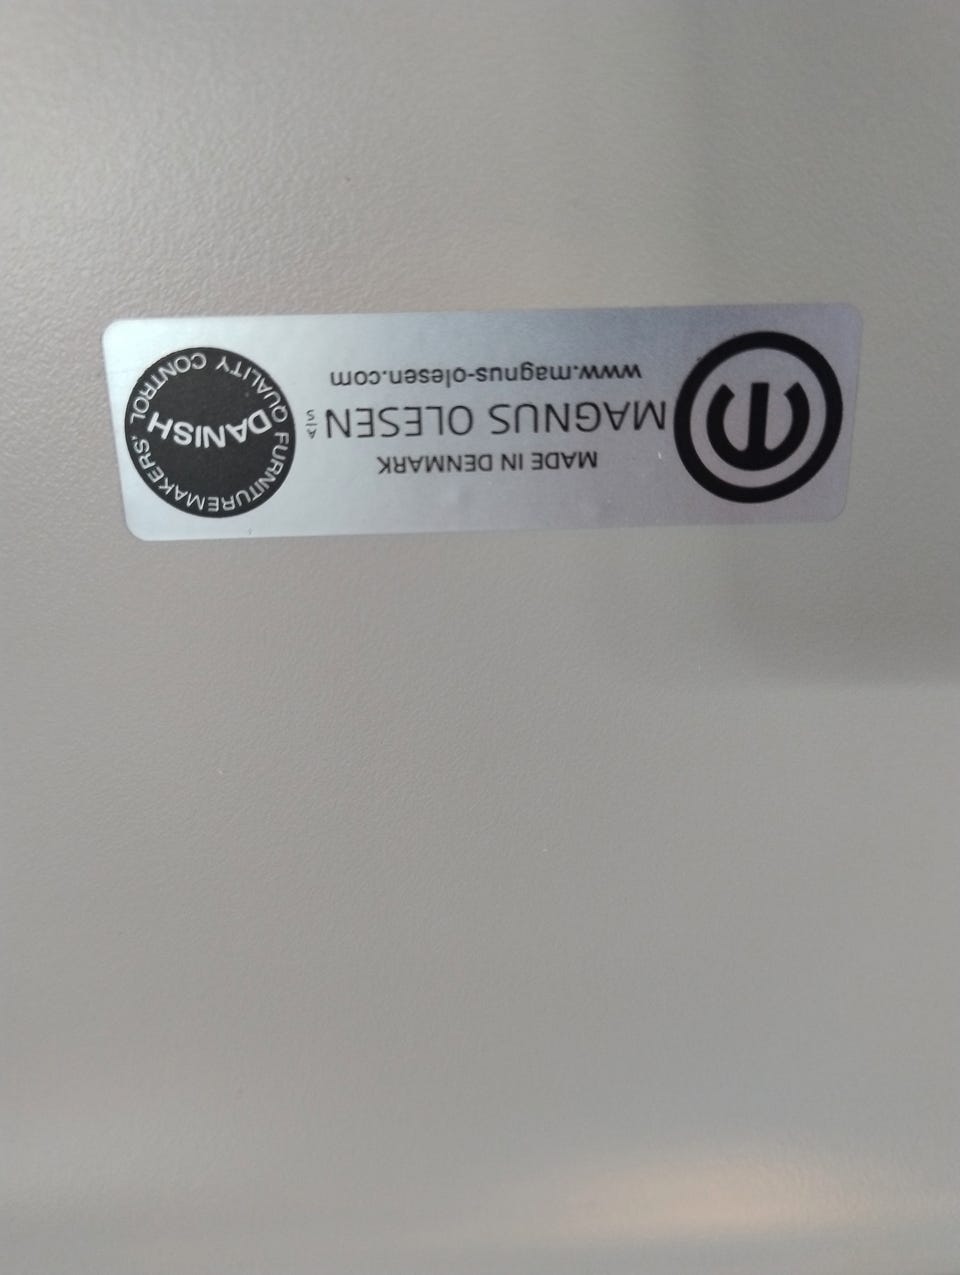 MADE IN DENMARK
MAGNUS OLESEN A/S
www.magnus-olesen.com
FURNITUREMAKERS'
DANISH
QUALITY CONTROL